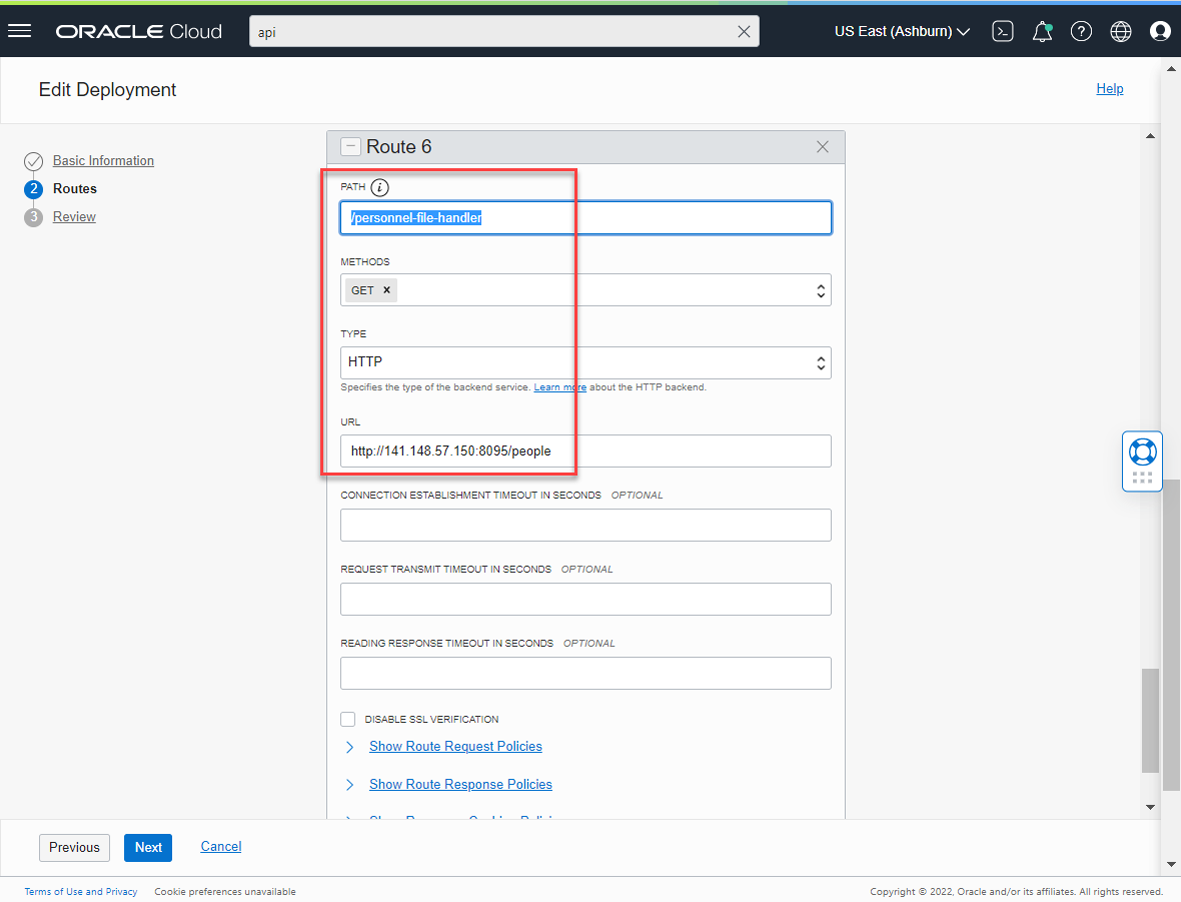 ORACLE Cloud
api
US East (Ashburn)
Edit Deployment
Help
Basic Information
2 Routes
3 Review
Route 6
PATH i
/personnel-file-handler
METHODS
GET ×
TYPE
HTTP
Specifies the type of the backend service. Learn more about the HTTP backend.
URL
http://141.148.57.150:8095/people
CONNECTION ESTABLISHMENT TIMEOUT IN SECONDS OPTIONAL
REQUEST TRANSMIT TIMEOUT IN SECONDS OPTIONAL
READING RESPONSE TIMEOUT IN SECONDS OPTIONAL
DISABLE SSL VERIFICATION
Show Route Request Policies
Show Route Response Policies
Previous
Next
Cancel
Terms of Use and Privacy
Cookie preferences unavailable
Copyright © 2022, Oracle and/or its affiliates. All rights reserved.